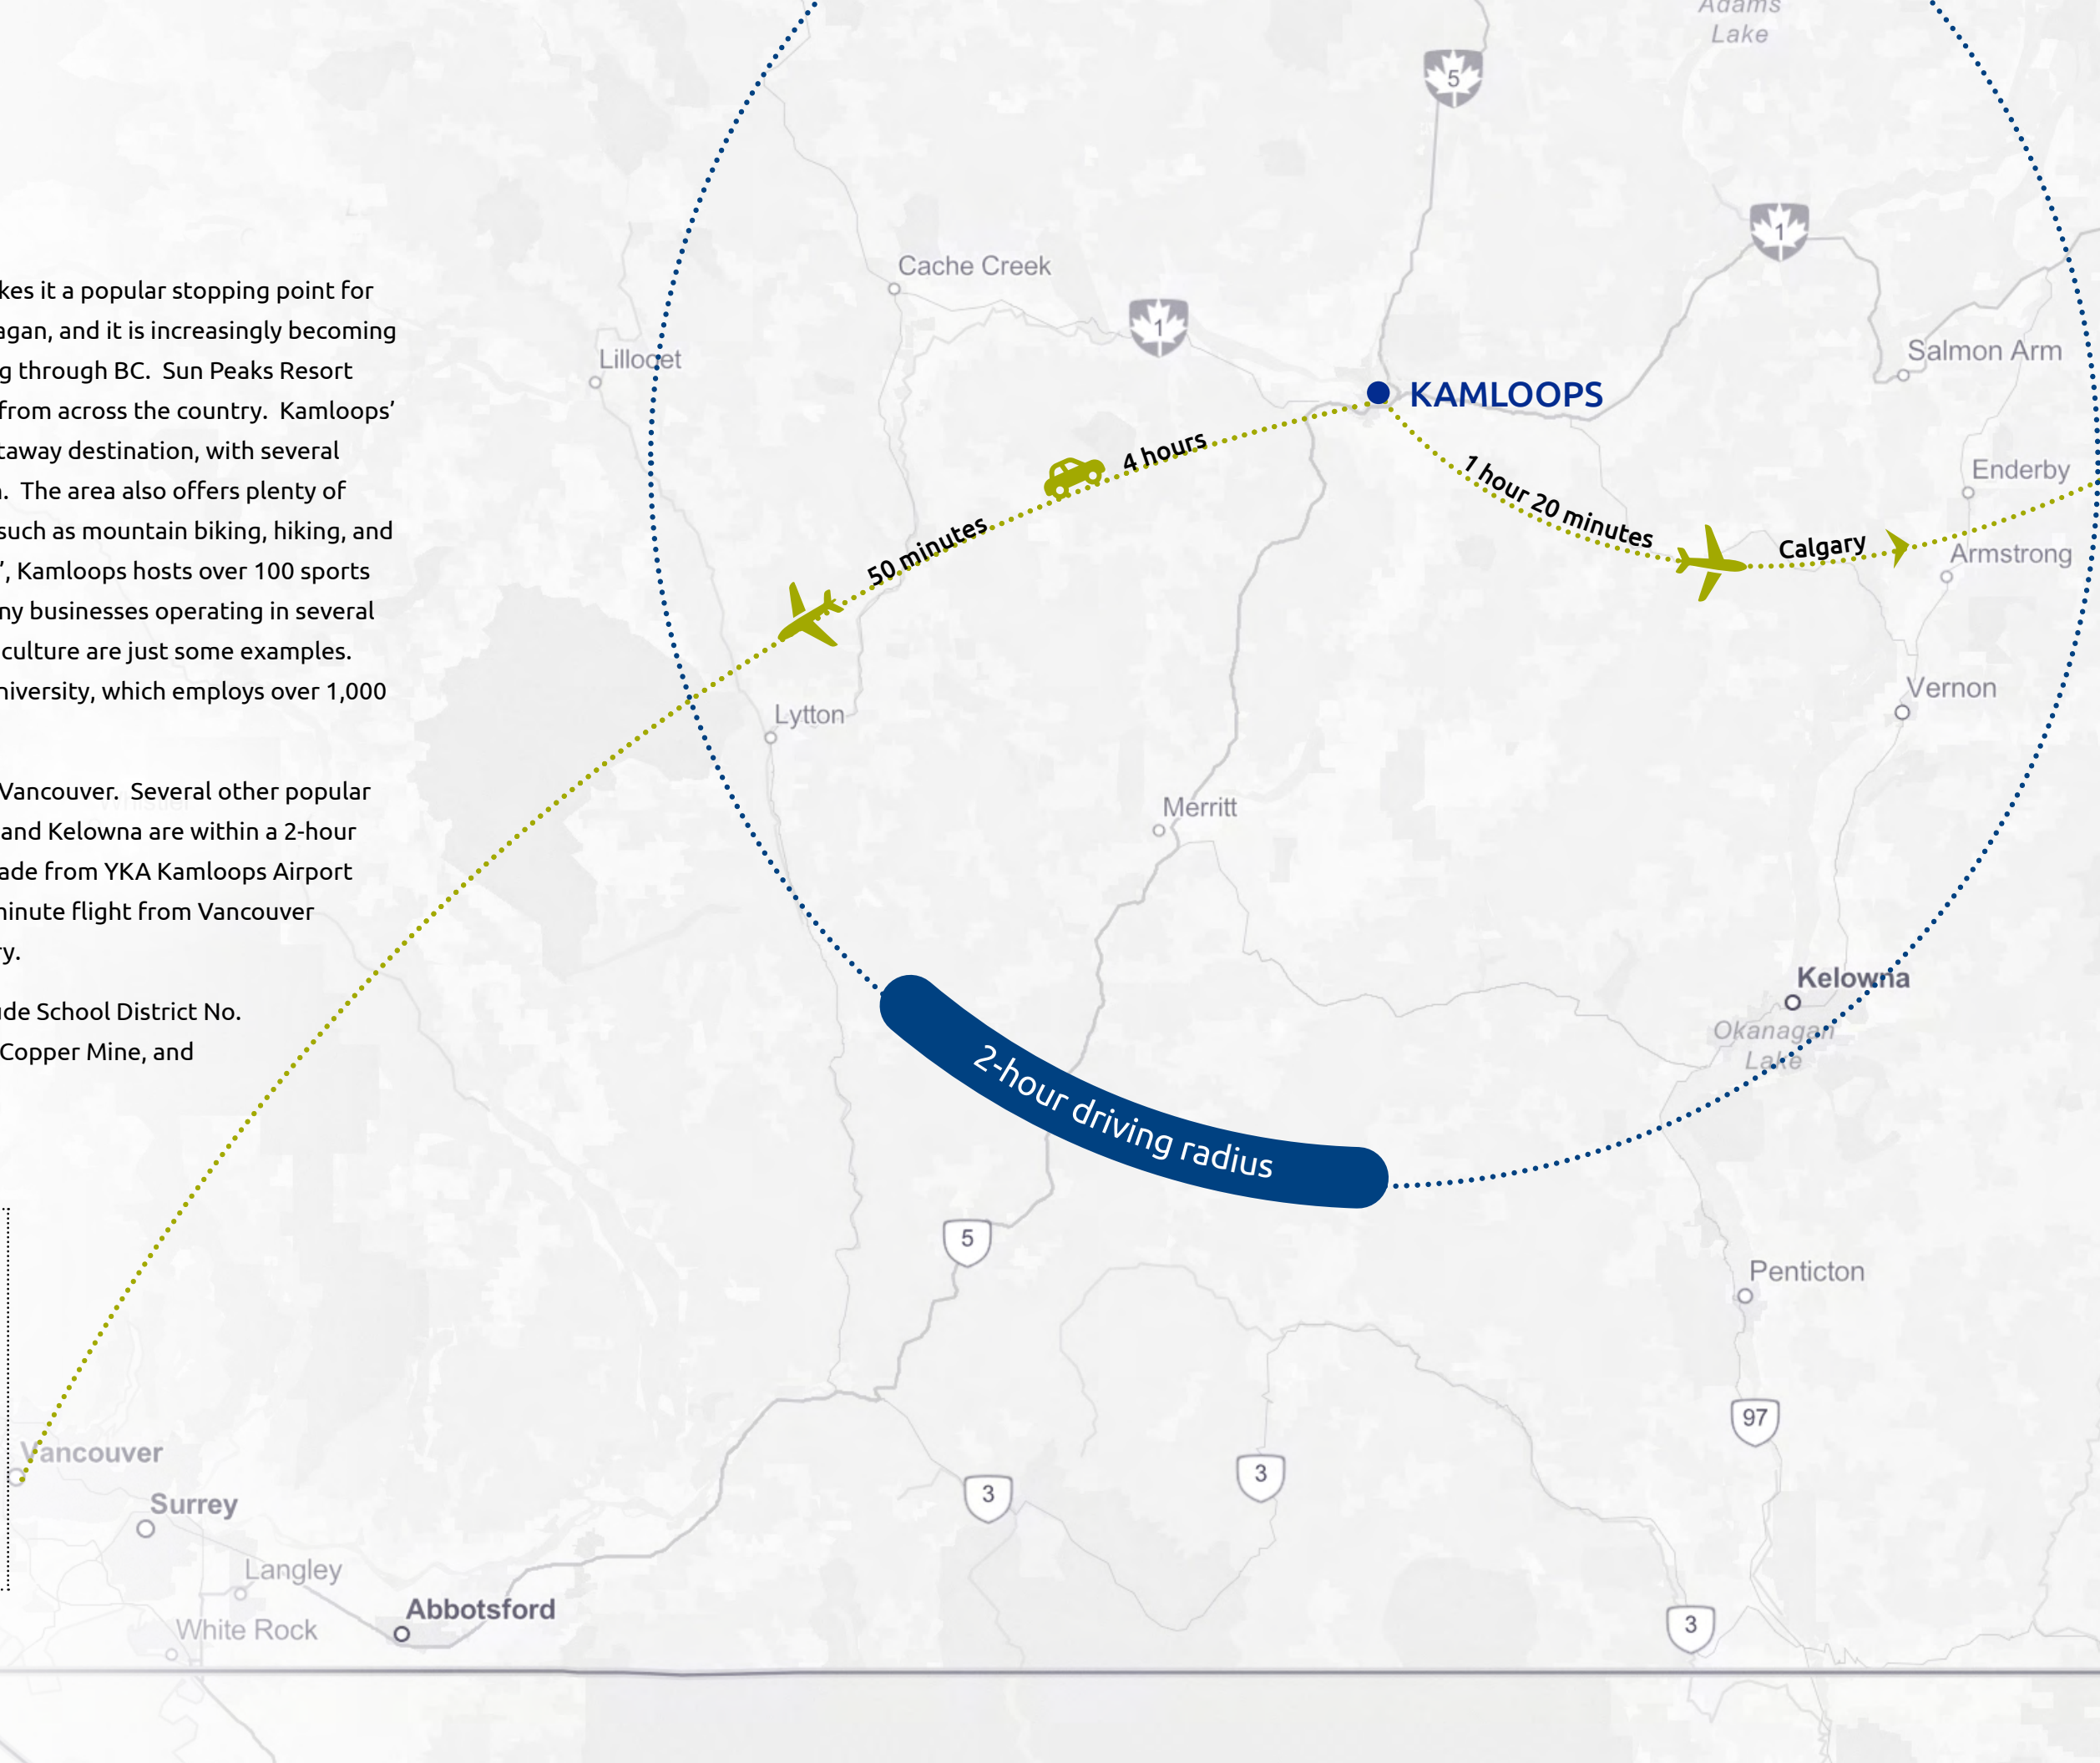 kes it a popular stopping point for
agan, and it is increasingly becoming
g through BC.  Sun Peaks Resort
from across the country.  Kamloops’
taway destination, with several
.  The area also offers plenty of
such as mountain biking, hiking, and
’, Kamloops hosts over 100 sports
ny businesses operating in several
culture are just some examples.
niversity, which employs over 1,000
Vancouver.  Several other popular
and Kelowna are within a 2-hour
ade from YKA Kamloops Airport
minute flight from Vancouver
ry.
ude School District No.
Copper Mine, and
Whistler
Adams
Lake
5
1
Cache Creek
1
Lillooet
Salmon Arm
KAMLOOPS
4 hours
50 minutes
1 hour 20 minutes
Calgary
Enderby
Armstrong
Vernon
Lytton
Merritt
Kelowna
Okanagan
Lake
2-hour driving radius
5
Penticton
97
3
3
3
Vancouver
Surrey
Langley
White Rock
Abbotsford